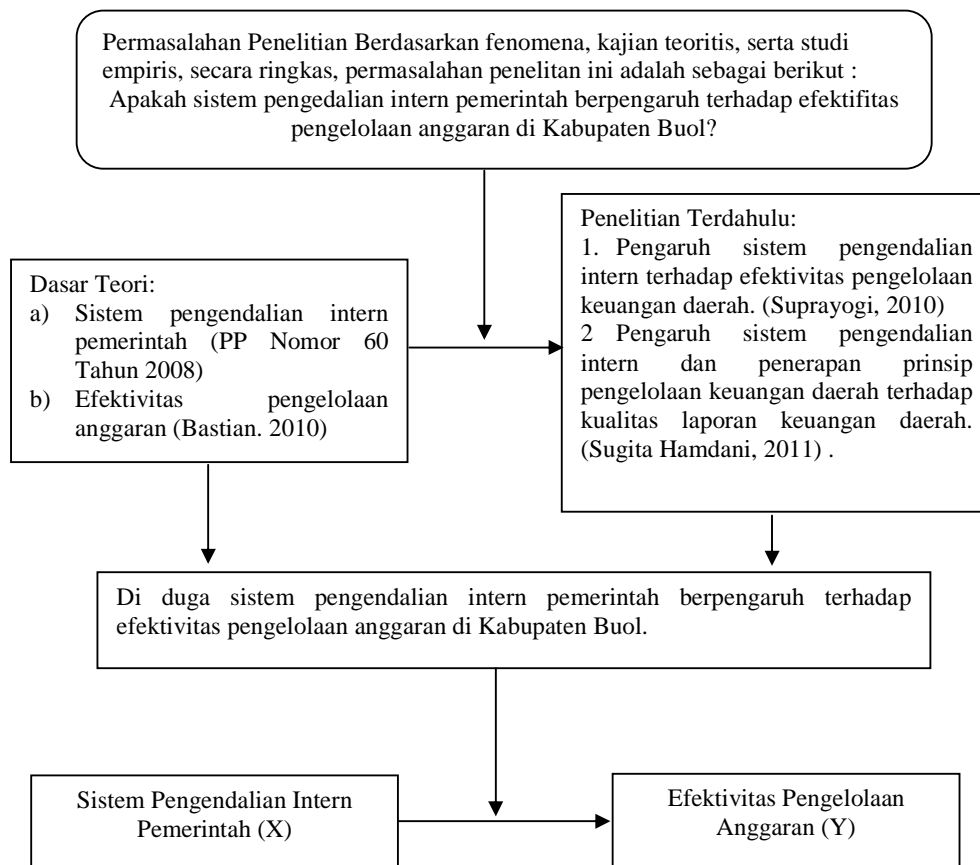 Permasalahan Penelitian Berdasarkan fenomena, kajian teoritis, serta studi
empiris, secara ringkas, permasalahan penelitan ini adalah sebagai berikut :
Apakah sistem pengedalian intern pemerintah berpengaruh terhadap efektifitas
pengelolaan anggaran di Kabupaten Buol?
Dasar Teori:
a) Sistem pengendalian intern
pemerintah (PP Nomor 60
Tahun 2008)
b) Efektivitas pengelolaan
anggaran (Bastian. 2010)
Penelitian Terdahulu:
1. Pengaruh sistem pengendalian
intern terhadap efektivitas pengelolaan
keuangan daerah. (Suprayogi, 2010)
2 Pengaruh sistem pengendalian
intern dan penerapan prinsip
pengelolaan keuangan daerah terhadap
kualitas laporan keuangan daerah.
(Sugita Hamdani, 2011) .
Di duga sistem pengendalian intern pemerintah berpengaruh terhadap
efektivitas pengelolaan anggaran di Kabupaten Buol.
Sistem Pengendalian Intern
Pemerintah (X)
Efektivitas Pengelolaan
Anggaran (Y)